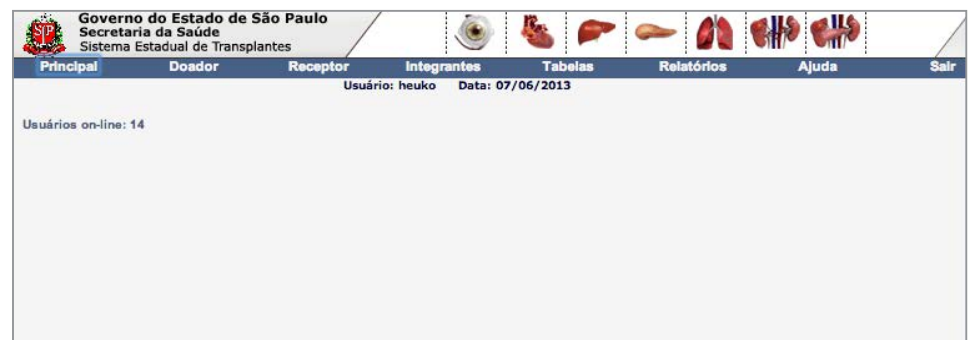 Governo do Estado de São Paulo
Secretaria da Saúde
Sistema Estadual de Transplantes
Principal Doador Receptor Integrantes Tabelas Relatórios Ajuda Sair
Usuário: heuko Data: 07/06/2013
Usuários on-line: 14